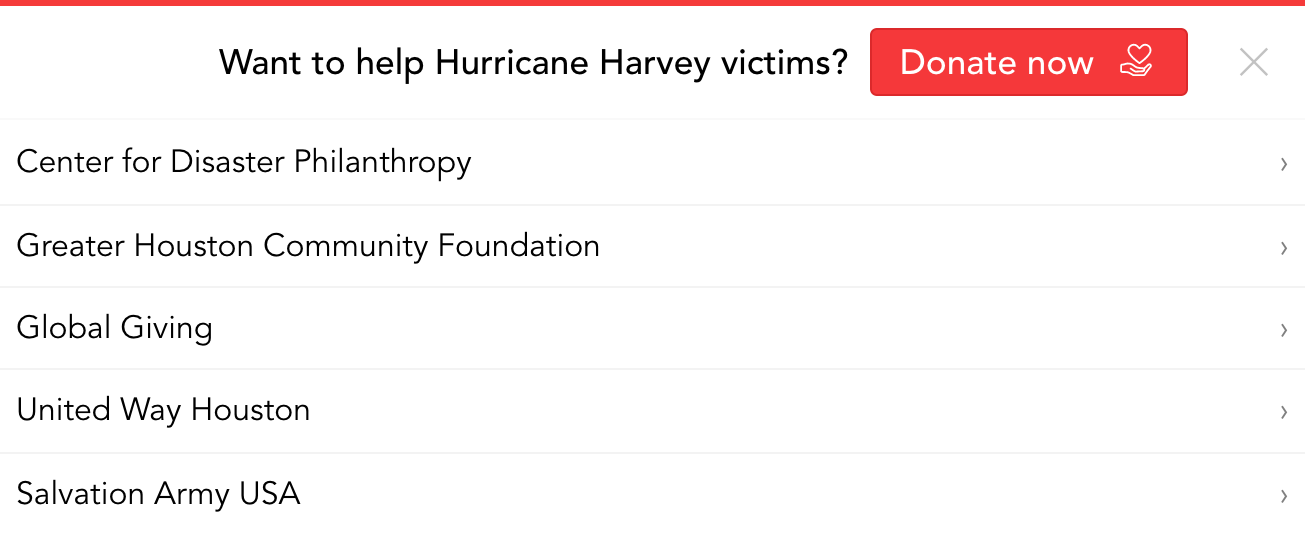 Want to help Hurricane Harvey victims? Donate now
Center for Disaster Philanthropy
Greater Houston Community Foundation
Global Giving
United Way Houston
Salvation Army USA